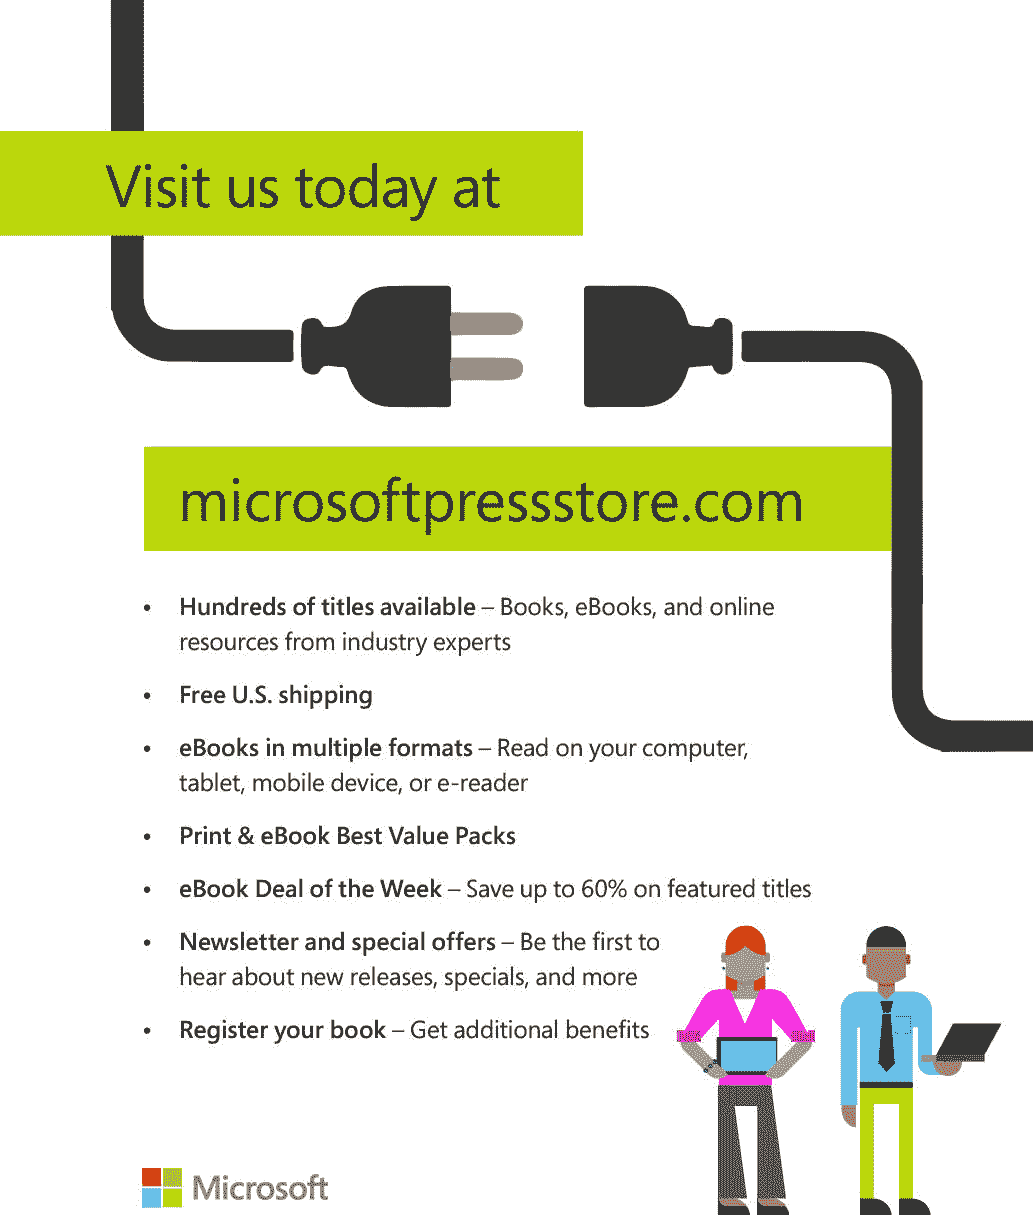 Visit us today at
microsoftpressstore.com
• Hundreds of titles available – Books, eBooks, and online
resources from industry experts
• Free U.S. shipping
• eBooks in multiple formats – Read on your computer,
tablet, mobile device, or e-reader
• Print & eBook Best Value Packs
• eBook Deal of the Week – Save up to 60% on featured titles
• Newsletter and special offers – Be the first to
hear about new releases, specials, and more
• Register your book – Get additional benefits
Microsoft